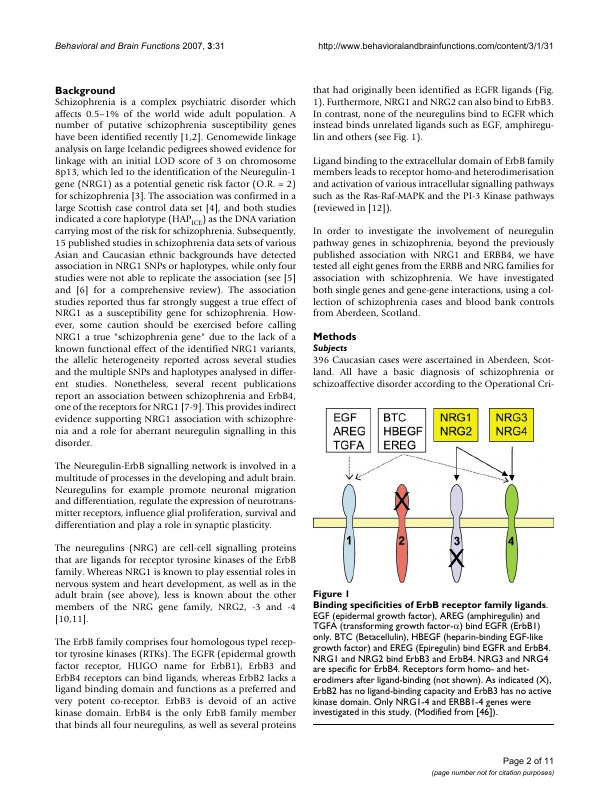 Behavioral and Brain Functions 2007, 3:31
http://www.behavioralandbrainfunctions.com/content/3/1/31
Background
Schizophrenia is a complex psychiatric disorder which
affects 0.5–1% of the world wide adult population. A
number of putative schizophrenia susceptibility genes
have been identified recently [1,2]. Genomewide linkage
analysis on large Icelandic pedigrees showed evidence for
linkage with an initial LOD score of 3 on chromosome
8p13, which led to the identification of the Neuregulin-1
gene (NRG1) as a potential genetic risk factor (O.R. = 2)
for schizophrenia [3]. The association was confirmed in a
large Scottish case control data set [4], and both studies
indicated a core haplotype (HAPICE) as the DNA variation
carrying most of the risk for schizophrenia. Subsequently,
15 published studies in schizophrenia data sets of various
Asian and Caucasian ethnic backgrounds have detected
association in NRG1 SNPs or haplotypes, while only four
studies were not able to replicate the association (see [5]
and [6] for a comprehensive review). The association
studies reported thus far strongly suggest a true effect of
NRG1 as a susceptibility gene for schizophrenia. How-
ever, some caution should be exercised before calling
NRG1 a true "schizophrenia gene" due to the lack of a
known functional effect of the identified NRG1 variants,
the allelic heterogeneity reported across several studies
and the multiple SNPs and haplotypes analysed in differ-
ent studies. Nonetheless, several recent publications
report an association between schizophrenia and ErbB4,
one of the receptors for NRG1 [7-9]. This provides indirect
evidence supporting NRG1 association with schizophre-
nia and a role for aberrant neuregulin signalling in this
disorder.
The Neuregulin-ErbB signalling network is involved in a
multitude of processes in the developing and adult brain.
Neuregulins for example promote neuronal migration
and differentiation, regulate the expression of neurotrans-
mitter receptors, influence glial proliferation, survival and
differentiation and play a role in synaptic plasticity.
The neuregulins (NRG) are cell-cell signalling proteins
that are ligands for receptor tyrosine kinases of the ErbB
family. Whereas NRG1 is known to play essential roles in
nervous system and heart development, as well as in the
adult brain (see above), less is known about the other
members of the NRG gene family, NRG2, -3 and -4
[10,11].
The ErbB family comprises four homologous typeI recep-
tor tyrosine kinases (RTKs). The EGFR (epidermal growth
factor receptor, HUGO name for ErbB1), ErbB3 and
ErbB4 receptors can bind ligands, whereas ErbB2 lacks a
ligand binding domain and functions as a preferred and
very potent co-receptor. ErbB3 is devoid of an active
kinase domain. ErbB4 is the only ErbB family member
that binds all four neuregulins, as well as several proteins
that had originally been identified as EGFR ligands (Fig.
1). Furthermore, NRG1 and NRG2 can also bind to ErbB3.
In contrast, none of the neuregulins bind to EGFR which
instead binds unrelated ligands such as EGF, amphiregu-
lin and others (see Fig. 1).
Ligand binding to the extracellular domain of ErbB family
members leads to receptor homo-and heterodimerisation
and activation of various intracellular signalling pathways
such as the Ras-Raf-MAPK and the PI-3 Kinase pathways
(reviewed in [12]).
In order to investigate the involvement of neuregulin
pathway genes in schizophrenia, beyond the previously
published association with NRG1 and ERBB4, we have
tested all eight genes from the ERBB and NRG families for
association with schizophrenia. We have investigated
both single genes and gene-gene interactions, using a col-
lection of schizophrenia cases and blood bank controls
from Aberdeen, Scotland.
Methods
Subjects
396 Caucasian cases were ascertained in Aberdeen, Scot-
land. All have a basic diagnosis of schizophrenia or
schizoaffective disorder according to the Operational Cri-
EGF
AREG
TGFA
BTC
HBEGF
EREG
NRG1
NRG2
NRG3
NRG4
1
2
3
4
X
X
Figure 1
Binding specificities of ErbB receptor family ligands.
EGF (epidermal growth factor), AREG (amphiregulin) and
TGFA (transforming growth factor-α) bind EGFR (ErbB1)
only. BTC (Betacellulin), HBEGF (heparin-binding EGF-like
growth factor) and EREG (Epiregulin) bind EGFR and ErbB4.
NRG1 and NRG2 bind ErbB3 and ErbB4. NRG3 and NRG4
are specific for ErbB4. Receptors form homo- and het-
erodimers after ligand-binding (not shown). As indicated (X),
ErbB2 has no ligand-binding capacity and ErbB3 has no active
kinase domain. Only NRG1-4 and ERBB1-4 genes were
investigated in this study. (Modified from [46]).
Page 2 of 11
(page number not for citation purposes)